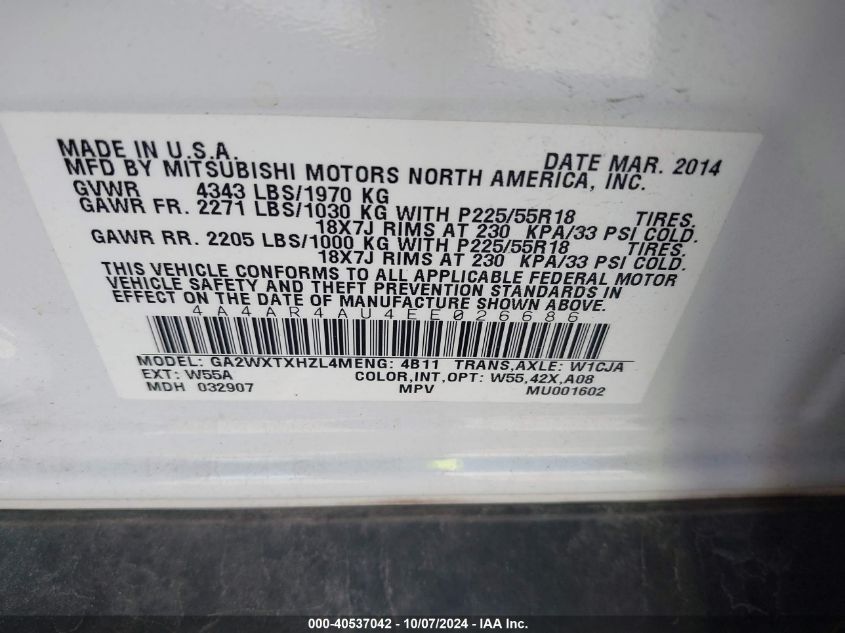 MADE IN U.S.A. DATE MAR. 2014
MFD BY MITSUBISHI MOTORS NORTH AMERICA, INC.
GVWR 4343 LBS/1970 KG
GAWR FR. 2271 LBS/1030 KG WITH P225/55R18 TIRES.
18X7J RIMS AT 230 KPA/33 PSI COLD.
GAWR RR. 2205 LBS/1000 KG WITH P225/55R18 TIRES.
18X7J RIMS AT 230 KPA/33 PSI COLD.
THIS VEHICLE CONFORMS TO ALL APPLICABLE FEDERAL MOTOR
VEHICLE SAFETY AND THEFT PREVENTION STANDARDS IN
EFFECT ON THE DATE OF MANUFACTURE SHOWN ABOVE.
4A4AR4AU4EE026686
MODEL: GA2WXTXHZL4MENG: 4B11 TRANS,AXLE: W1CJA
EXT: W55A COLOR,INT,OPT: W55,42X,A08
MDH 032907 MPV MU001602
000-40537042 - 10/07/2024 - IAA Inc.